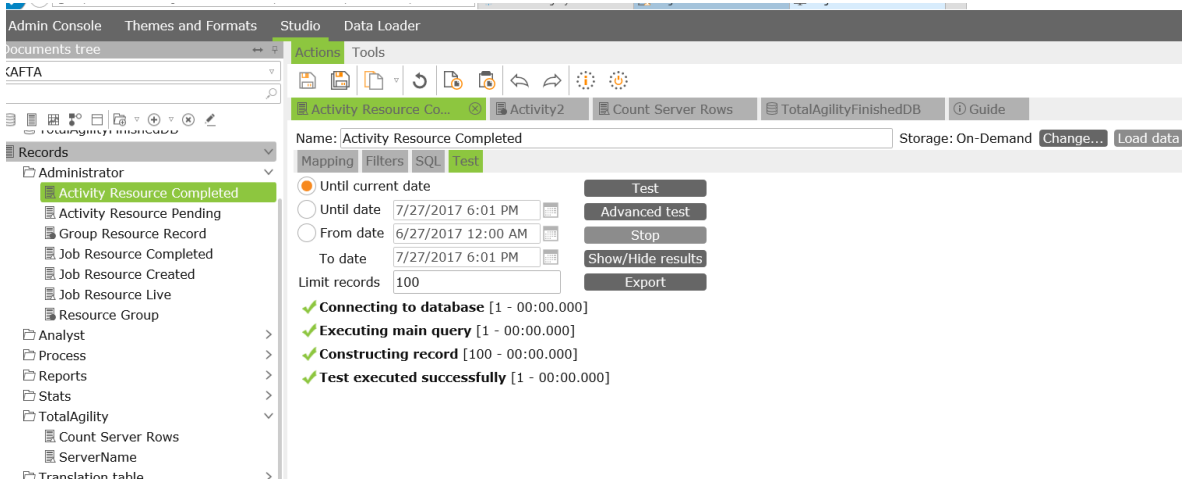 Admin Console Themes and Formats Studio Data Loader
Documents tree
Actions Tools
KAFTA
Activity Resource Co... Activity2 Count Server Rows TotalAgilityFinishedDB Guide
TotalAgilityFinishedDB
Name: Activity Resource Completed Storage: On-Demand Change... Load data
Records
Mapping Filters SQL Test
Administrator
Activity Resource Completed
Activity Resource Pending
Group Resource Record
Job Resource Completed
Job Resource Created
Job Resource Live
Resource Group
Analyst
Process
Reports
Stats
TotalAgility
Count Server Rows
ServerName
Translation table
Until current date Test
Until date 7/27/2017 6:01 PM Advanced test
From date 6/27/2017 12:00 AM Stop
To date 7/27/2017 6:01 PM Show/Hide results
Limit records 100 Export
Connecting to database [1 - 00:00.000]
Executing main query [1 - 00:00.000]
Constructing record [100 - 00:00.000]
Test executed successfully [1 - 00:00.000]